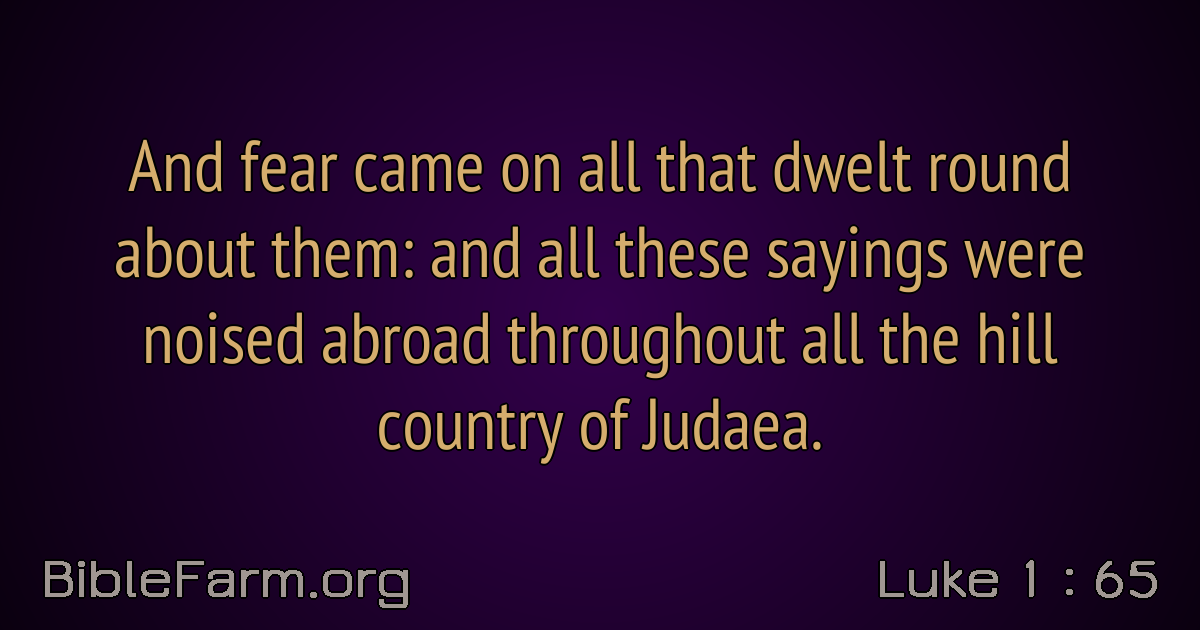 And fear came on all that dwelt round
about them: and all these sayings were
noised abroad throughout all the hill
country of Judaea.
BibleFarm.org
Luke 1 : 65